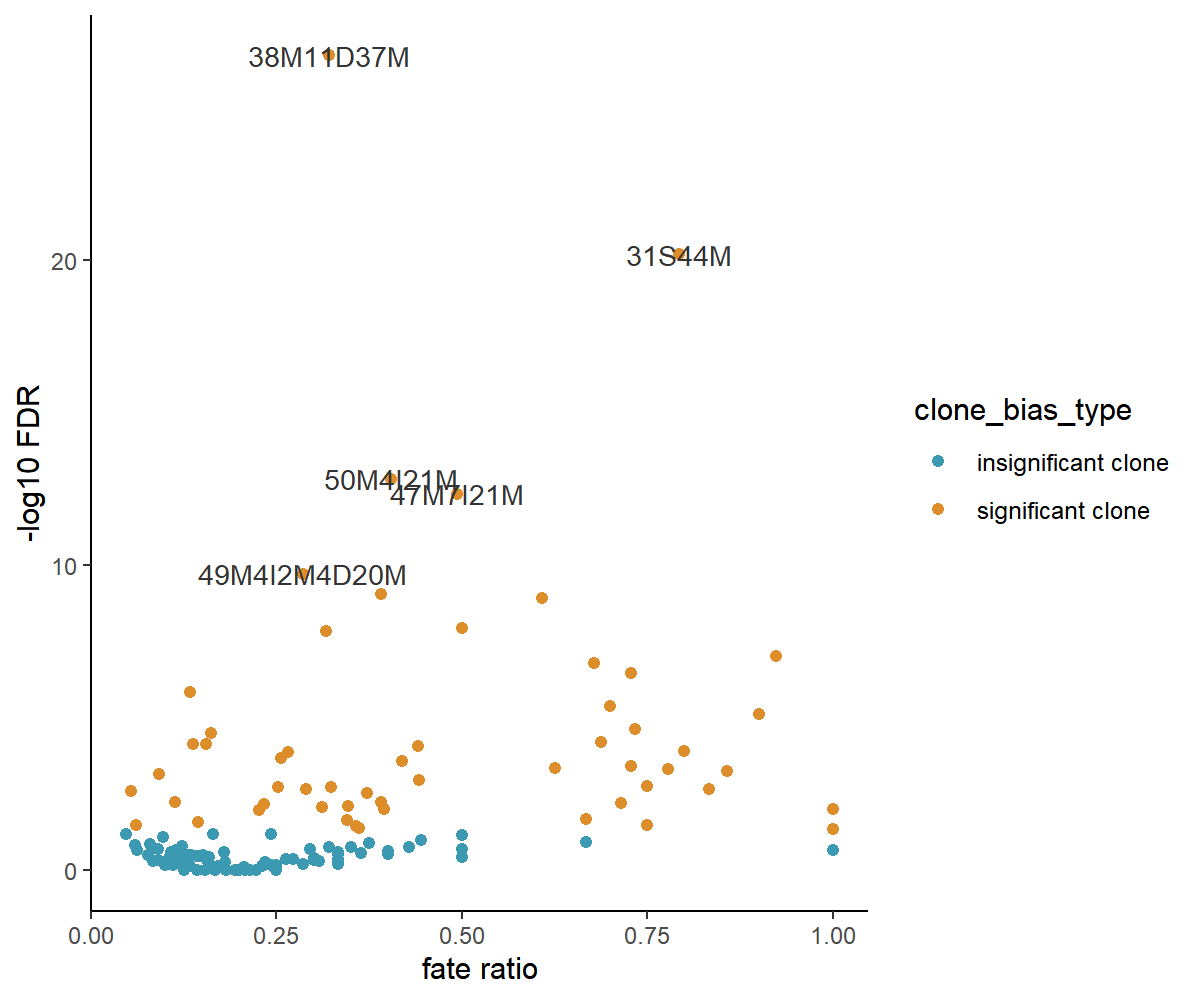 38M11D37M
31S44M
20
-log10 FDR
clone_bias_type
insignificant clone
significant clone
50M4I21M
47M7I21M
10
49M4I2M4D20M
0
0.00 0.25 0.50 0.75 1.00
fate ratio